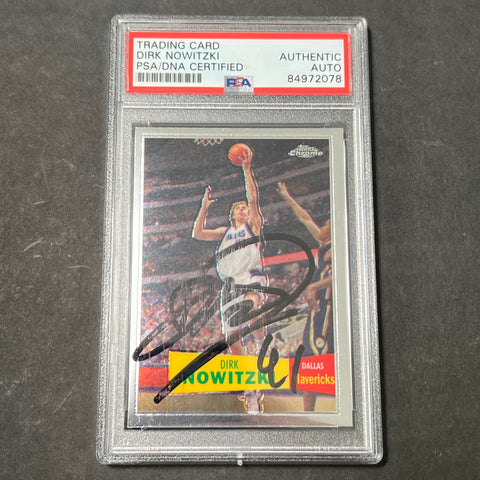 TRADING CARD
DIRK NOWITZKI
PSA/DNA CERTIFIED
AUTHENTIC
AUTO
84972078
PSA
Topps
Chrome
DIRK
NOWITZKI
DALLAS
Mavericks
41